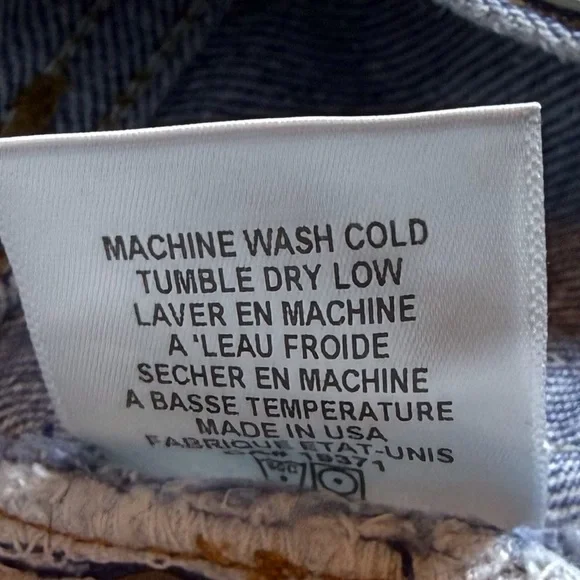 MACHINE WASH COLD
TUMBLE DRY LOW
LAVER EN MACHINE
A 'LEAU FROIDE
SECHER EN MACHINE
A BASSE TEMPERATURE
MADE IN USA
FABRIQUE ETAT-UNIS
19371